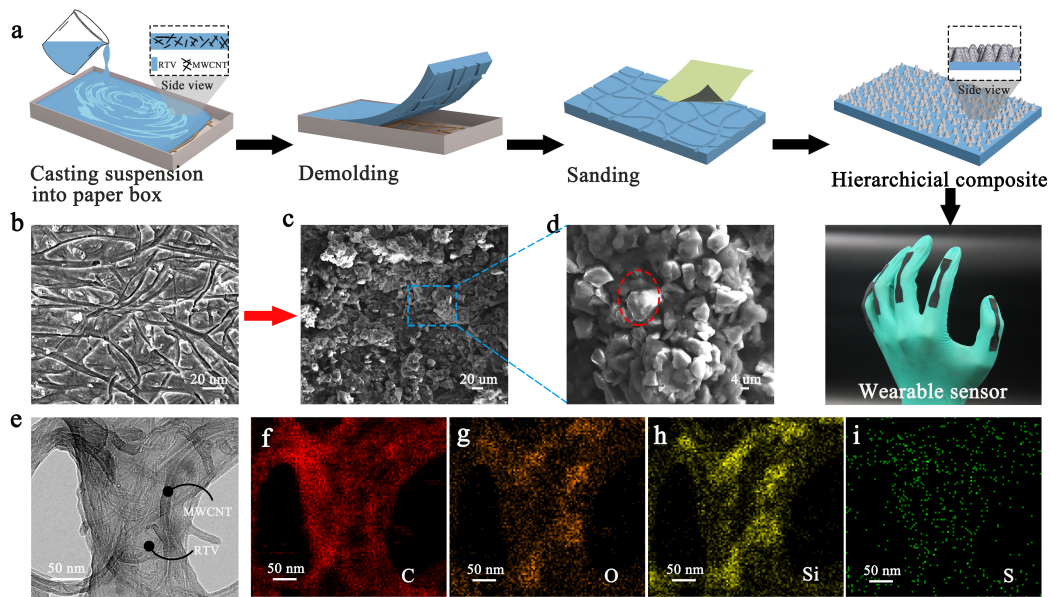 a
RTV MWCNT
Side view
Side view
Casting suspension
into paper box
Demolding
Sanding
Hierarchicial composite
b
c
d
20 um
20 um
4 um
Wearable sensor
e
f
g
h
i
MWCNT
RTV
50 nm
50 nm
C
50 nm
O
50 nm
Si
50 nm
S